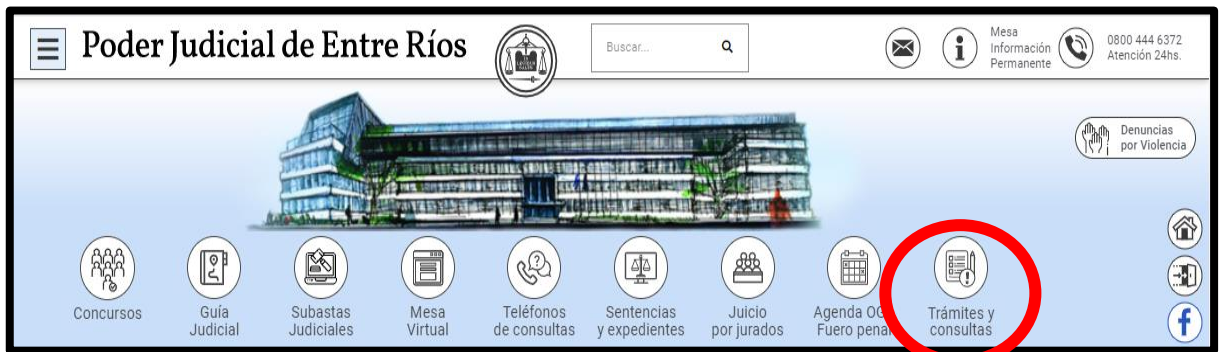 Poder Judicial de Entre Ríos
Buscar...
Mesa
Información
Permanente
0800 444 6372
Atención 24hs.
Denuncias
por Violencia
Concursos
Guía
Judicial
Subastas
Judiciales
Mesa
Virtual
Teléfonos
de consultas
Sentencias
y expedientes
Juicio
por jurados
Agenda
Fuero penal
Trámites y
consultas